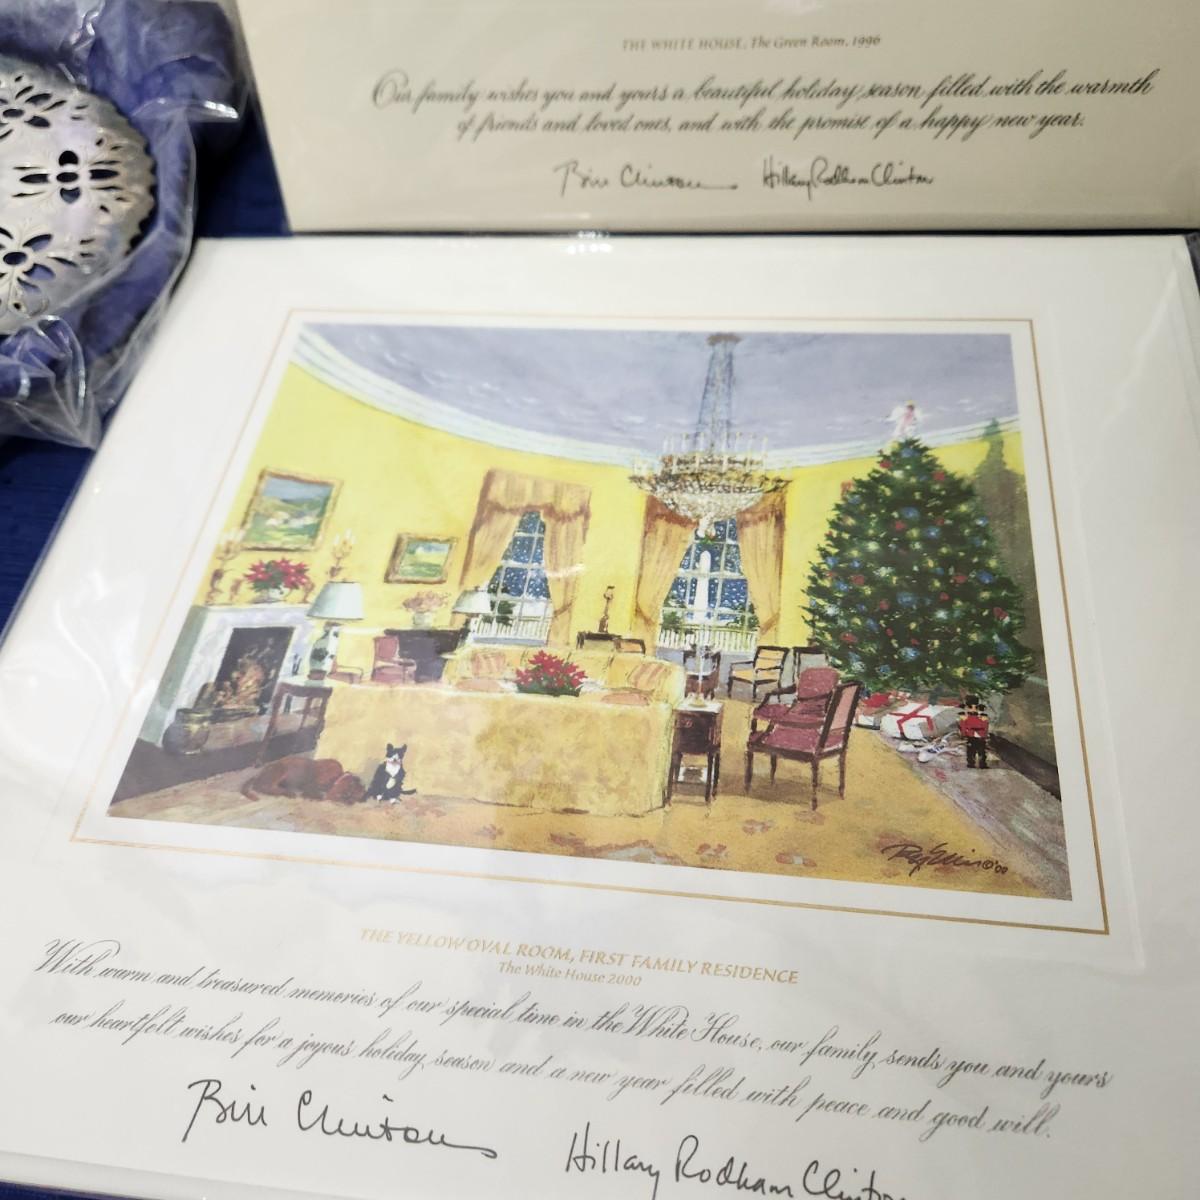 THE WHITE HOUSE, The Green Room, 1996
Our family wishes you and yours a beautiful holiday season filled with the warmth
of friends and loved ones, and with the promise of a happy new year.
Bill Clinton Hillary Rodham Clinton
Ray Ellis ©'00
THE YELLOW OVAL ROOM, FIRST FAMILY RESIDENCE
The White House 2000
With warm and treasured memories of our special time in the White House, our family sends you and yours
our heartfelt wishes for a joyous holiday season and a new year filled with peace and good will.
Bill Clinton Hillary Rodham Clinton